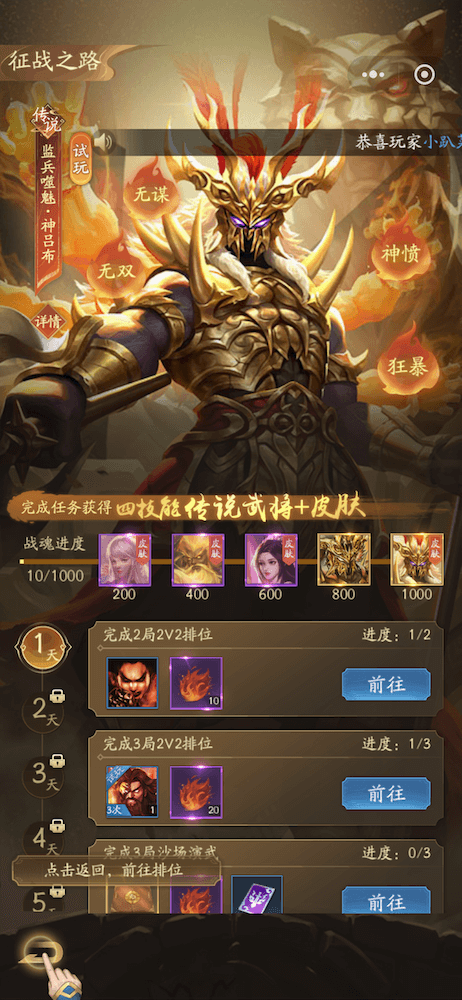 征战之路
恭喜玩家小趴
传说
监兵噬魅·神吕布
试玩
无谋
无双
神愤
狂暴
详情
完成任务获得四技能传说武将+皮肤
战魂进度
10/1000
皮肤
皮肤
皮肤
皮肤
200
400
600
800
1000
1天
完成2局2V2排位
进度：1/2
10
前往
2天
完成3局2V2排位
进度：1/3
试玩
3次
1
20
前往
3天
4天
完成3局沙场演武
进度：0/3
前往
点击返回，前往排位
5